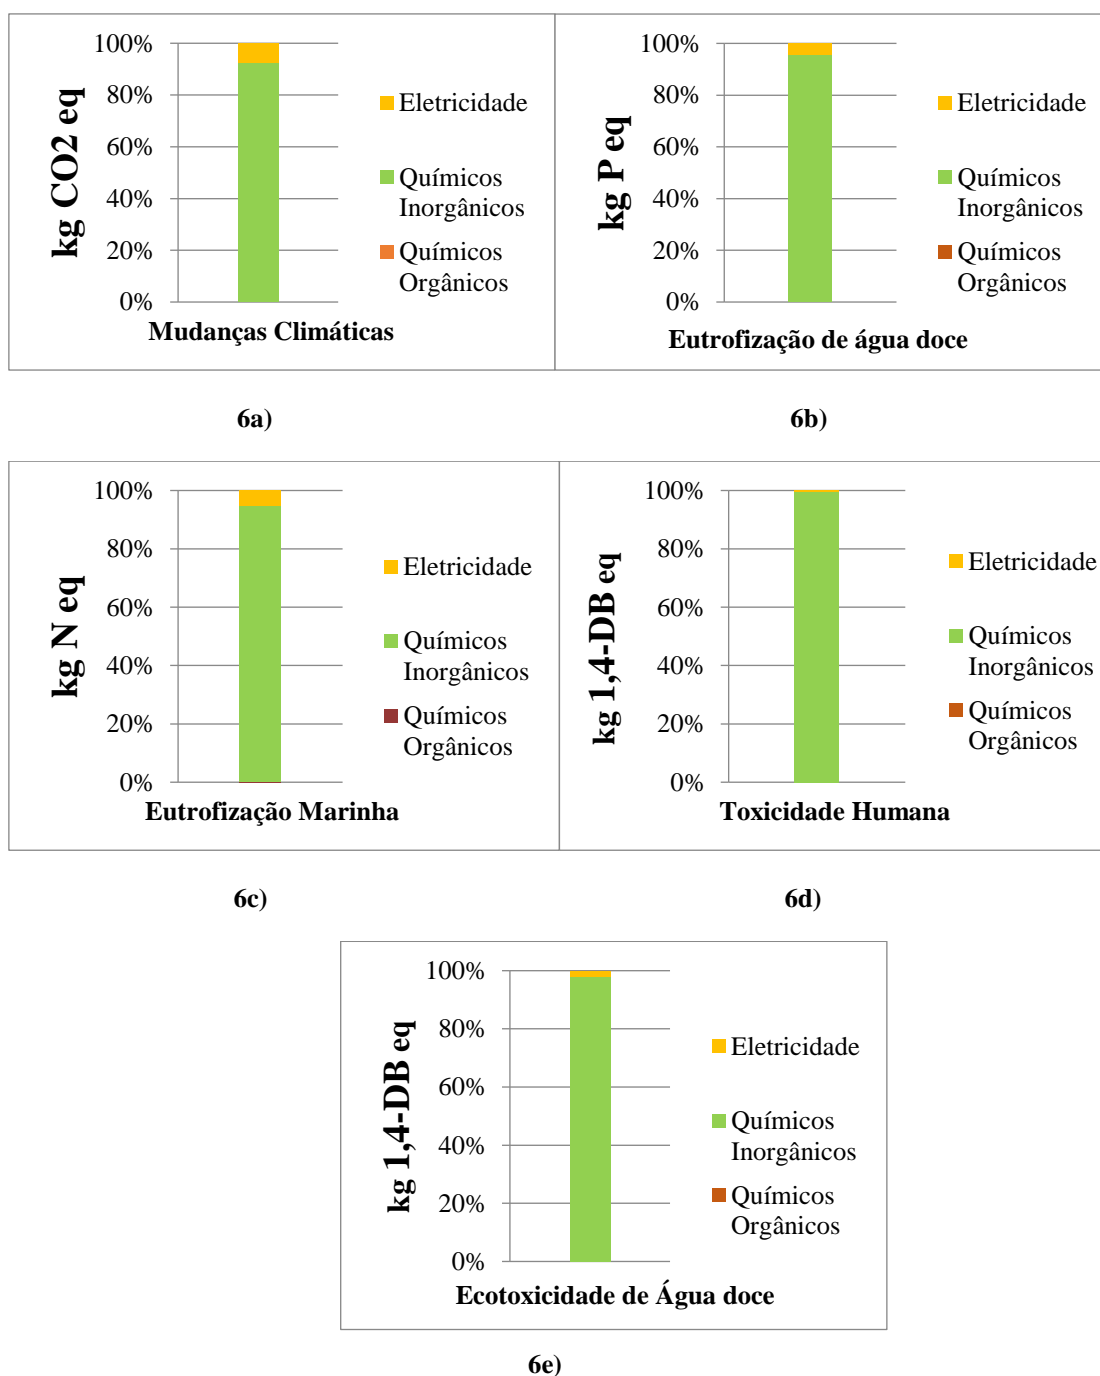 kg CO2 eq
100%
80%
60%
40%
20%
0%
Eletricidade
Químicos
Inorgânicos
Químicos
Orgânicos
Mudanças Climáticas
kg P eq
100%
80%
60%
40%
20%
0%
Eletricidade
Químicos
Inorgânicos
Químicos
Orgânicos
Eutrofização de água doce
6a)
6b)
kg N eq
100%
80%
60%
40%
20%
0%
Eletricidade
Químicos
Inorgânicos
Químicos
Orgânicos
Eutrofização Marinha
kg 1,4-DB eq
100%
80%
60%
40%
20%
0%
Eletricidade
Químicos
Inorgânicos
Químicos
Orgânicos
Toxicidade Humana
6c)
6d)
kg 1,4-DB eq
100%
80%
60%
40%
20%
0%
Eletricidade
Químicos
Inorgânicos
Químicos
Orgânicos
Ecotoxicidade de Água doce
6e)